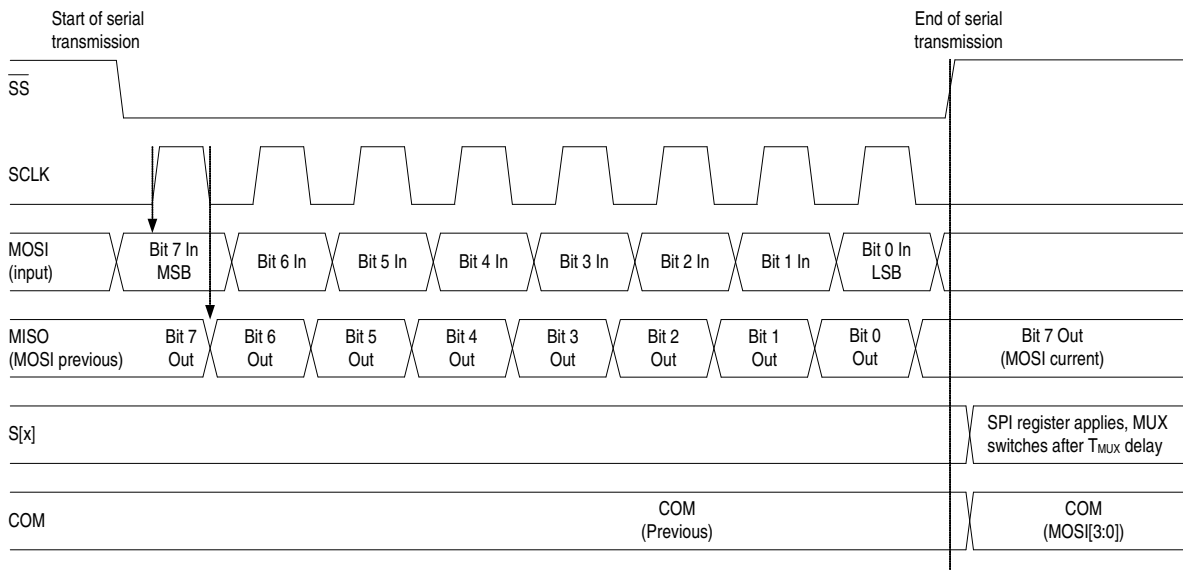 Start of serial
transmission
End of serial
transmission
SS
SCLK
MOSI
(input)
Bit 7 In
MSB
Bit 6 In
Bit 5 In
Bit 4 In
Bit 3 In
Bit 2 In
Bit 1 In
Bit 0 In
LSB
MISO
(MOSI previous)
Bit 7
Out
Bit 6
Out
Bit 5
Out
Bit 4
Out
Bit 3
Out
Bit 2
Out
Bit 1
Out
Bit 0
Out
Bit 7 Out
(MOSI current)
S[x]
SPI register applies, MUX
switches after TMUX delay
COM
COM
(Previous)
COM
(MOSI[3:0])